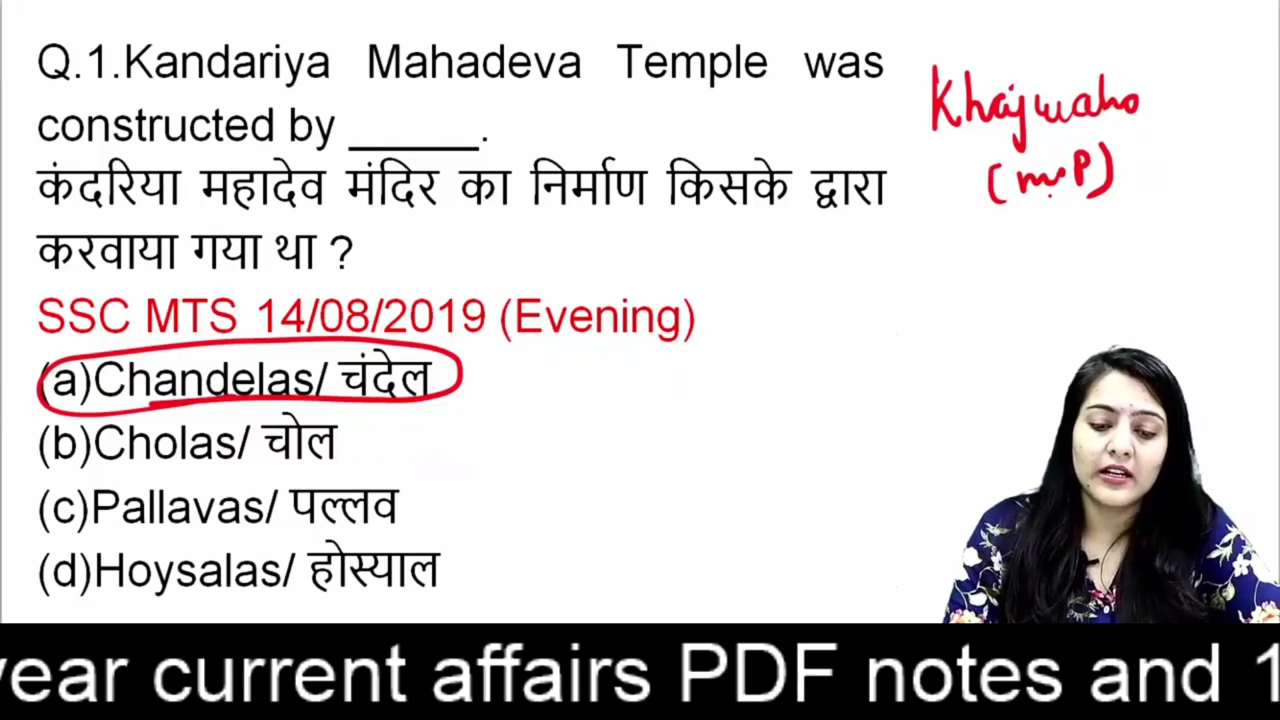 Q.1.Kandariya Mahadeva Temple was
constructed by _____.
कंदरिया महादेव मंदिर का निर्माण किसके द्वारा
करवाया गया था ?
SSC MTS 14/08/2019 (Evening)
(a)Chandelas/ चंदेल
(b)Cholas/ चोल
(c)Pallavas/ पल्लव
(d)Hoysalas/ होस्याल
Khajuraho
(M.P)
year current affairs PDF notes and 1